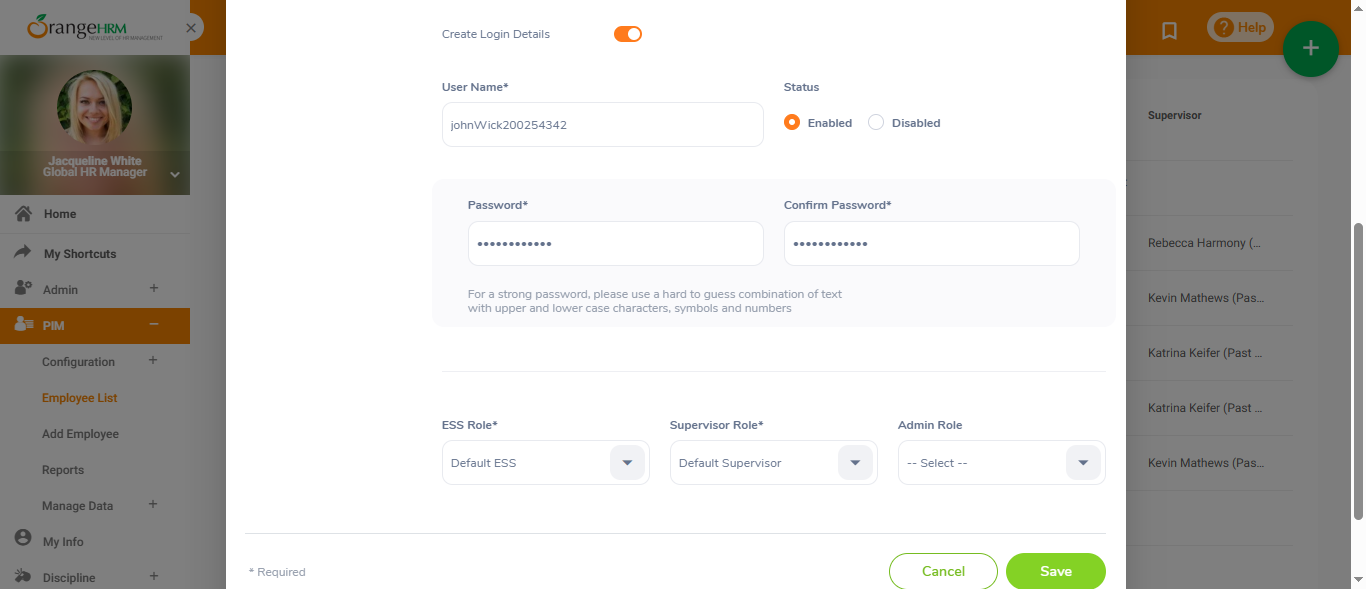 OrangeHRM
NEW LEVEL OF HR MANAGEMENT
Jacqueline White
Global HR Manager
Home
My Shortcuts
Admin
PIM
Configuration
Employee List
Add Employee
Reports
Manage Data
My Info
Discipline
Create Login Details
User Name*
johnWick200254342
Status
Enabled
Disabled
Password*
••••••••••••
Confirm Password*
••••••••••••
For a strong password, please use a hard to guess combination of text
with upper and lower case characters, symbols and numbers
ESS Role*
Default ESS
Supervisor Role*
Default Supervisor
Admin Role
-- Select --
* Required
Cancel
Save
? Help
+
Supervisor
Rebecca Harmony (...
Kevin Mathews (Pas...
Katrina Keifer (Past ...
Katrina Keifer (Past ...
Kevin Mathews (Pas...